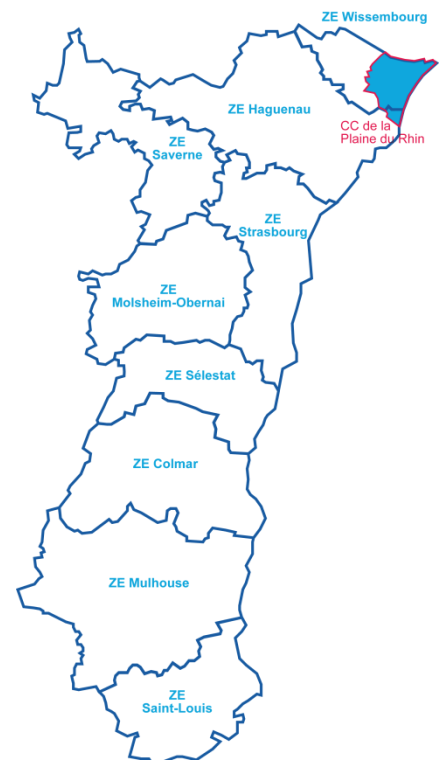 ZE Wissembourg
ZE Haguenau
CC de la
Plaine du Rhin
ZE
Saverne
ZE
Strasbourg
ZE
Molsheim-Obernai
ZE Sélestat
ZE Colmar
ZE Mulhouse
ZE
Saint-Louis